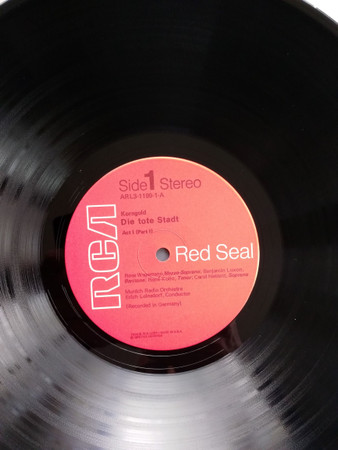 Side 1 Stereo
ARL3-1199-1-A
Korngold
Die tote Stadt
Act I (Part I)
RCA
Red Seal
Rose Wagemann, Mezzo-Soprano; Benjamin Luxon,
Baritone; René Kollo, Tenor; Carol Neblett, Soprano
Munich Radio Orchestra
Erich Leinsdorf, Conductor
(Recorded in Germany)